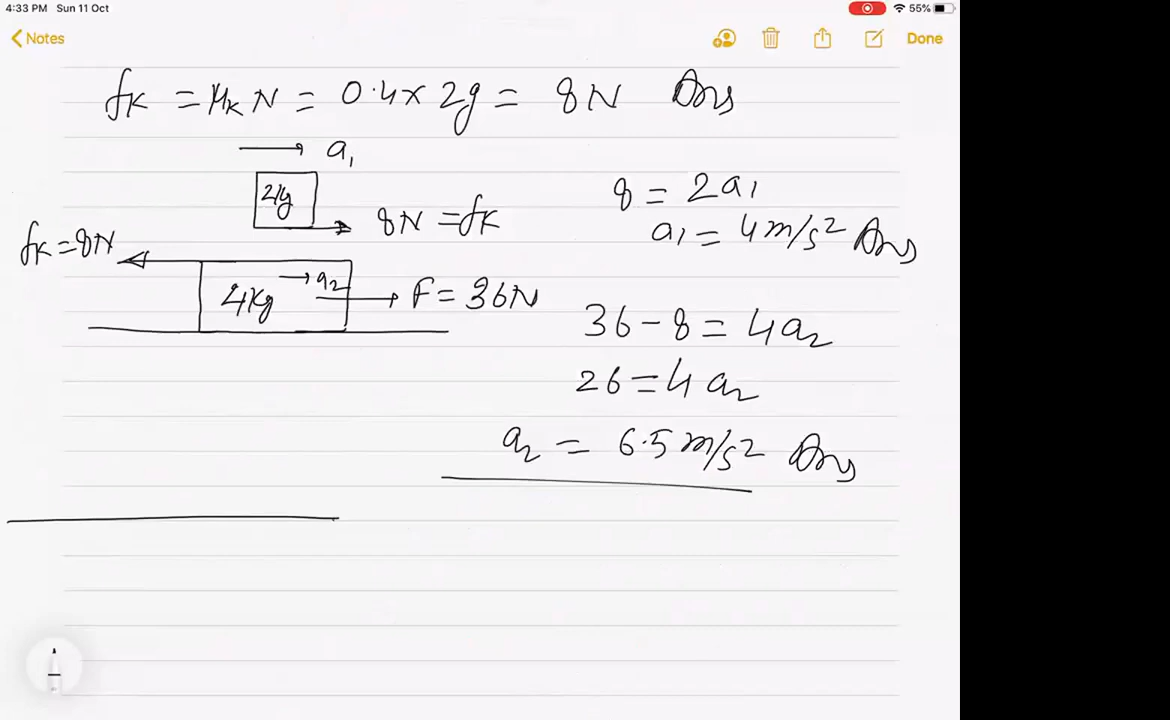 4:33 PM Sun 11 Oct 55%
Notes Done
fK = μK N = 0.4 x 2g = 8N Ans
a1
2kg
8N = fK
8 = 2a1
a1 = 4 m/s2 Ans
fK = 8N
4Kg a2 F = 36N
36 - 8 = 4a2
26 = 4a2
a2 = 6.5 m/s2 Ans